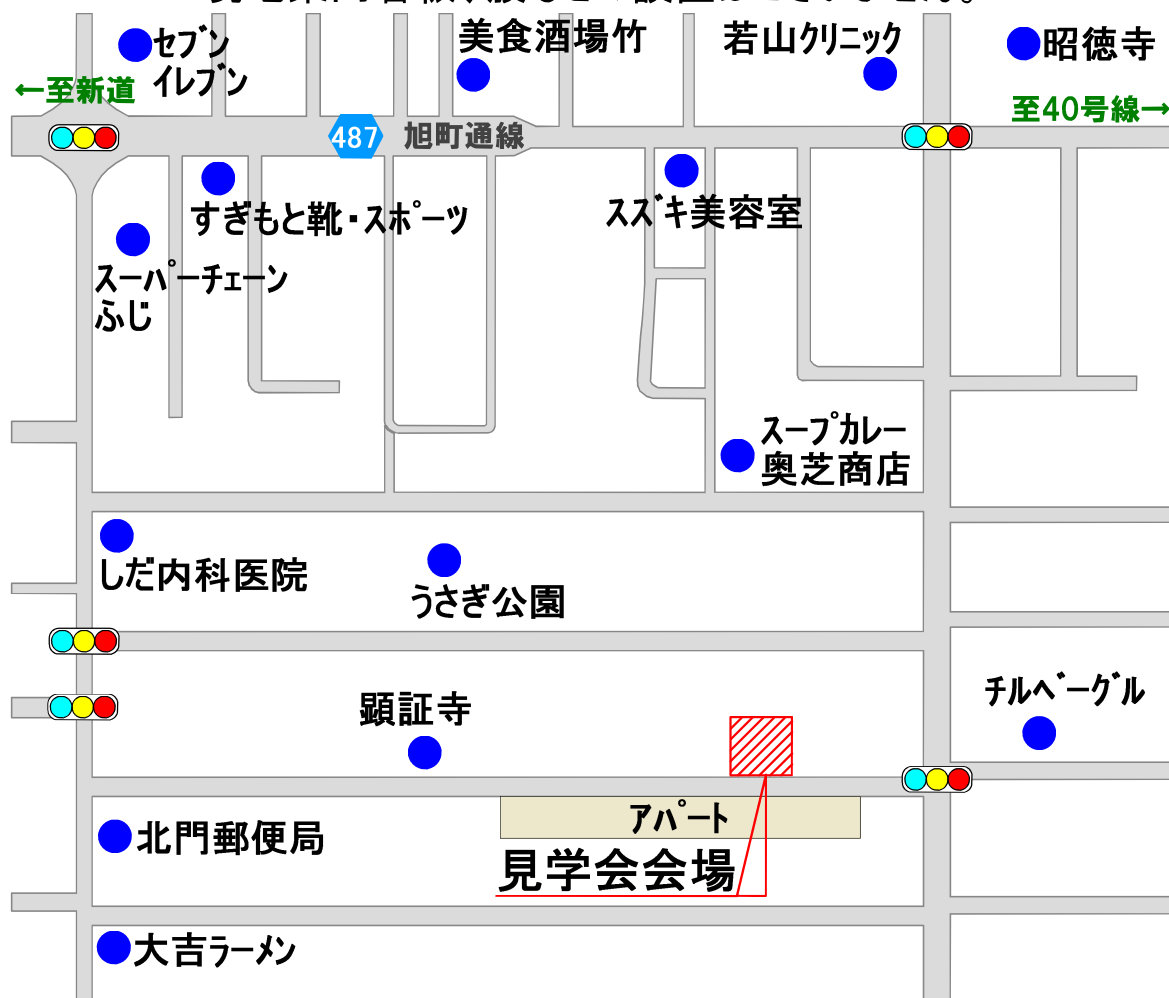 セブン
イレブン
美食酒場竹
若山クリニック
昭徳寺
←至新道
至40号線→
487
旭町通線
すぎもと靴・スポーツ
スズキ美容室
スーパーチェーン
ふじ
スープカレー
奥芝商店
しだ内科医院
うさぎ公園
顕証寺
チルベーグル
アパート
北門郵便局
見学会会場
大吉ラーメン